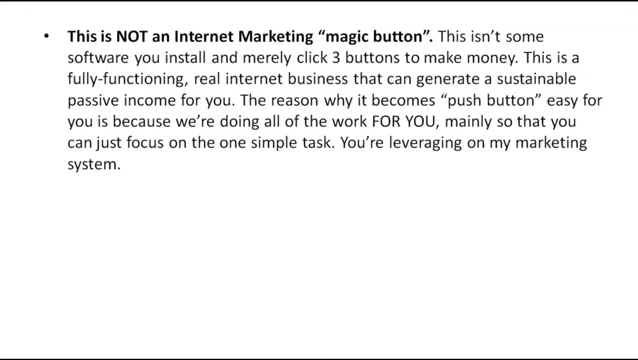 • This is NOT an Internet Marketing “magic button”. This isn’t some
software you install and merely click 3 buttons to make money. This is a
fully-functioning, real internet business that can generate a sustainable
passive income for you. The reason why it becomes “push button” easy for
you is because we’re doing all of the work FOR YOU, mainly so that you
can just focus on the one simple task. You’re leveraging on my marketing
system.